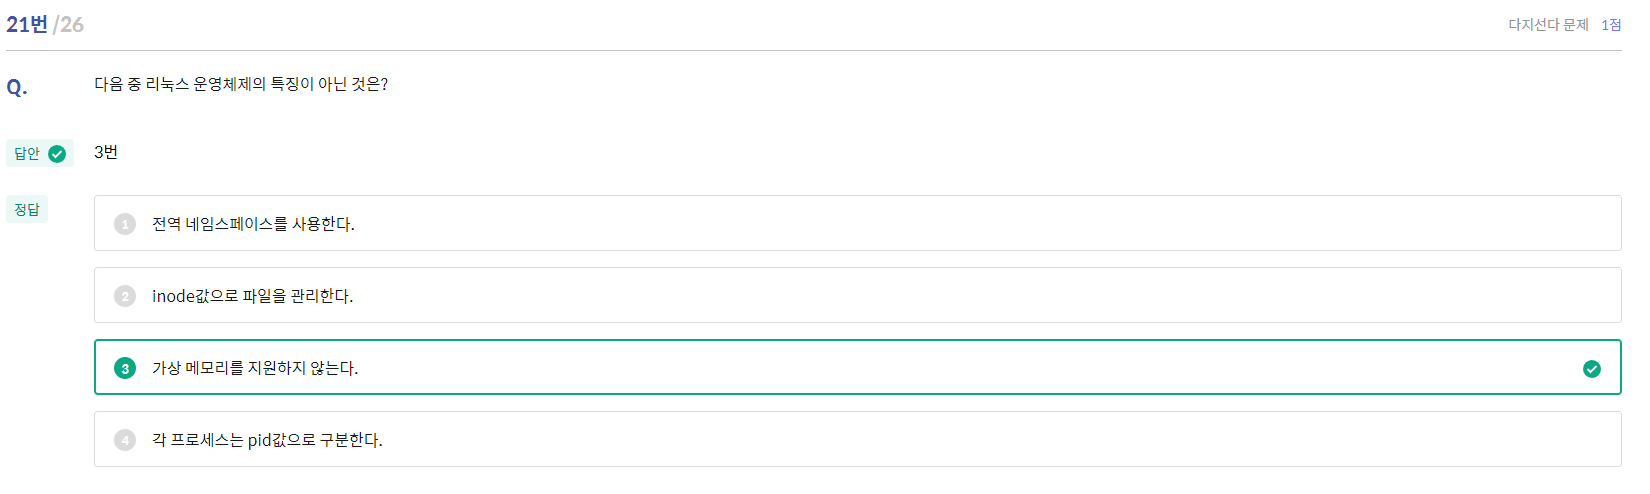 21번 /26
다지선다 문제 1점
Q. 다음 중 리눅스 운영체제의 특징이 아닌 것은?
답안 3번
정답
1 전역 네임스페이스를 사용한다.
2 inode값으로 파일을 관리한다.
3 가상 메모리를 지원하지 않는다.
4 각 프로세스는 pid값으로 구분한다.